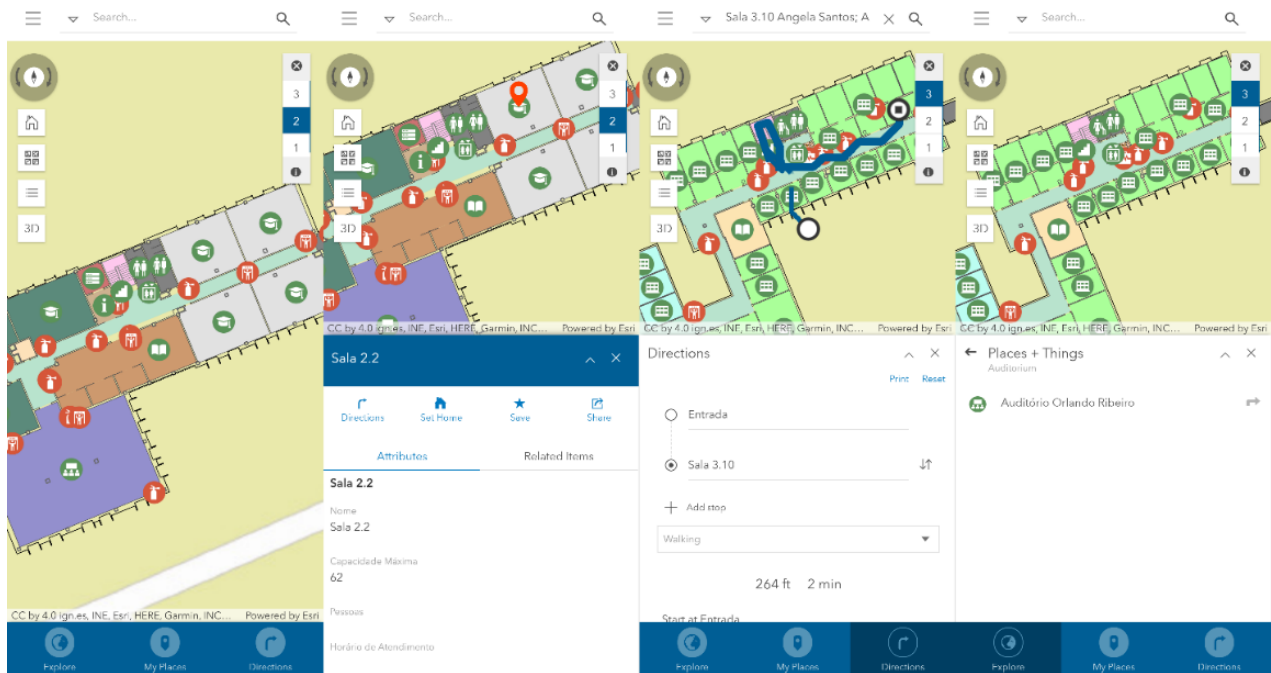 Search...
3
2
1
3D
CC by 4.0 ign.es, INE, Esri, HERE, Garmin, INC... Powered by Esri
Explore
My Places
Directions
Search...
3
2
1
3D
CC by 4.0 ign.es, INE, Esri, HERE, Garmin, INC... Powered by Esri
Sala 2.2
Directions
Set Home
Save
Share
Attributes
Related Items
Sala 2.2
Nome
Sala 2.2
Capacidade Máxima
62
Pessoas
Horário de Atendimento
Sala 3.10 Angela Santos; A
3
2
1
3D
CC by 4.0 ign.es, INE, Esri, HERE, Garmin, INC... Powered by Esri
Directions
Print Reset
Entrada
Sala 3.10
Add stop
Walking
264 ft 2 min
Start at Entrada
Explore
My Places
Directions
Search...
3
2
1
3D
CC by 4.0 ign.es, INE, Esri, HERE, Garmin, INC... Powered by Esri
Places + Things
Auditorium
Auditório Orlando Ribeiro
Explore
My Places
Directions